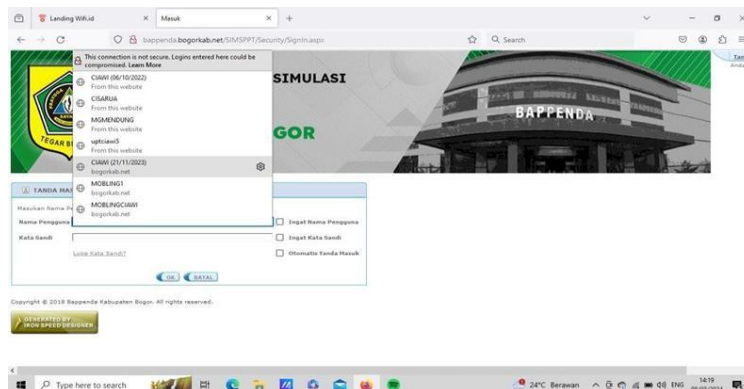 Landing Wifi.id
Masuk
bappenda.bogorkab.net/SIMSPPT/Security/SignIn.aspx
Search
This connection is not secure. Logins entered here could be
compromised. Learn More
CIAWI (06/10/2022)
From this website
CISARUA
From this website
MGMENDUNG
From this website
uptciawi5
From this website
CIAWI (21/11/2023)
bogorkab.net
MOBLING1
bogorkab.net
MOBLINGCIAWI
bogorkab.net
SIMULASI
GOR
BAPPENDA
TEGAR B
TANDA MA
Masukan Nama P
Nama Pengguna
Ingat Nama Pengguna
Kata Sandi
Ingat Kata Sandi
Lupa Kata Sandi?
Otomatis Tanda Masuk
OK
BATAL
Copyright © 2016 Bappenda Kabupaten Bogor. All rights reserved.
GENERATED BY
IRON SPEED DESIGNER
Type here to search
24°C Berawan
ENG
14:19